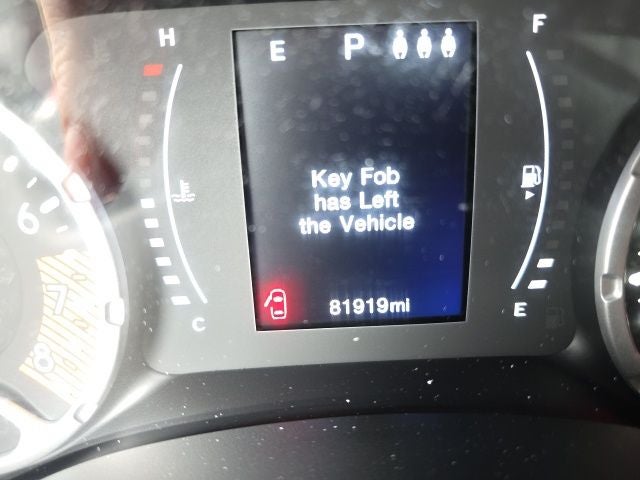 H
F
E P
Key Fob
has Left
the Vehicle
6
7
8
C
81919mi
E